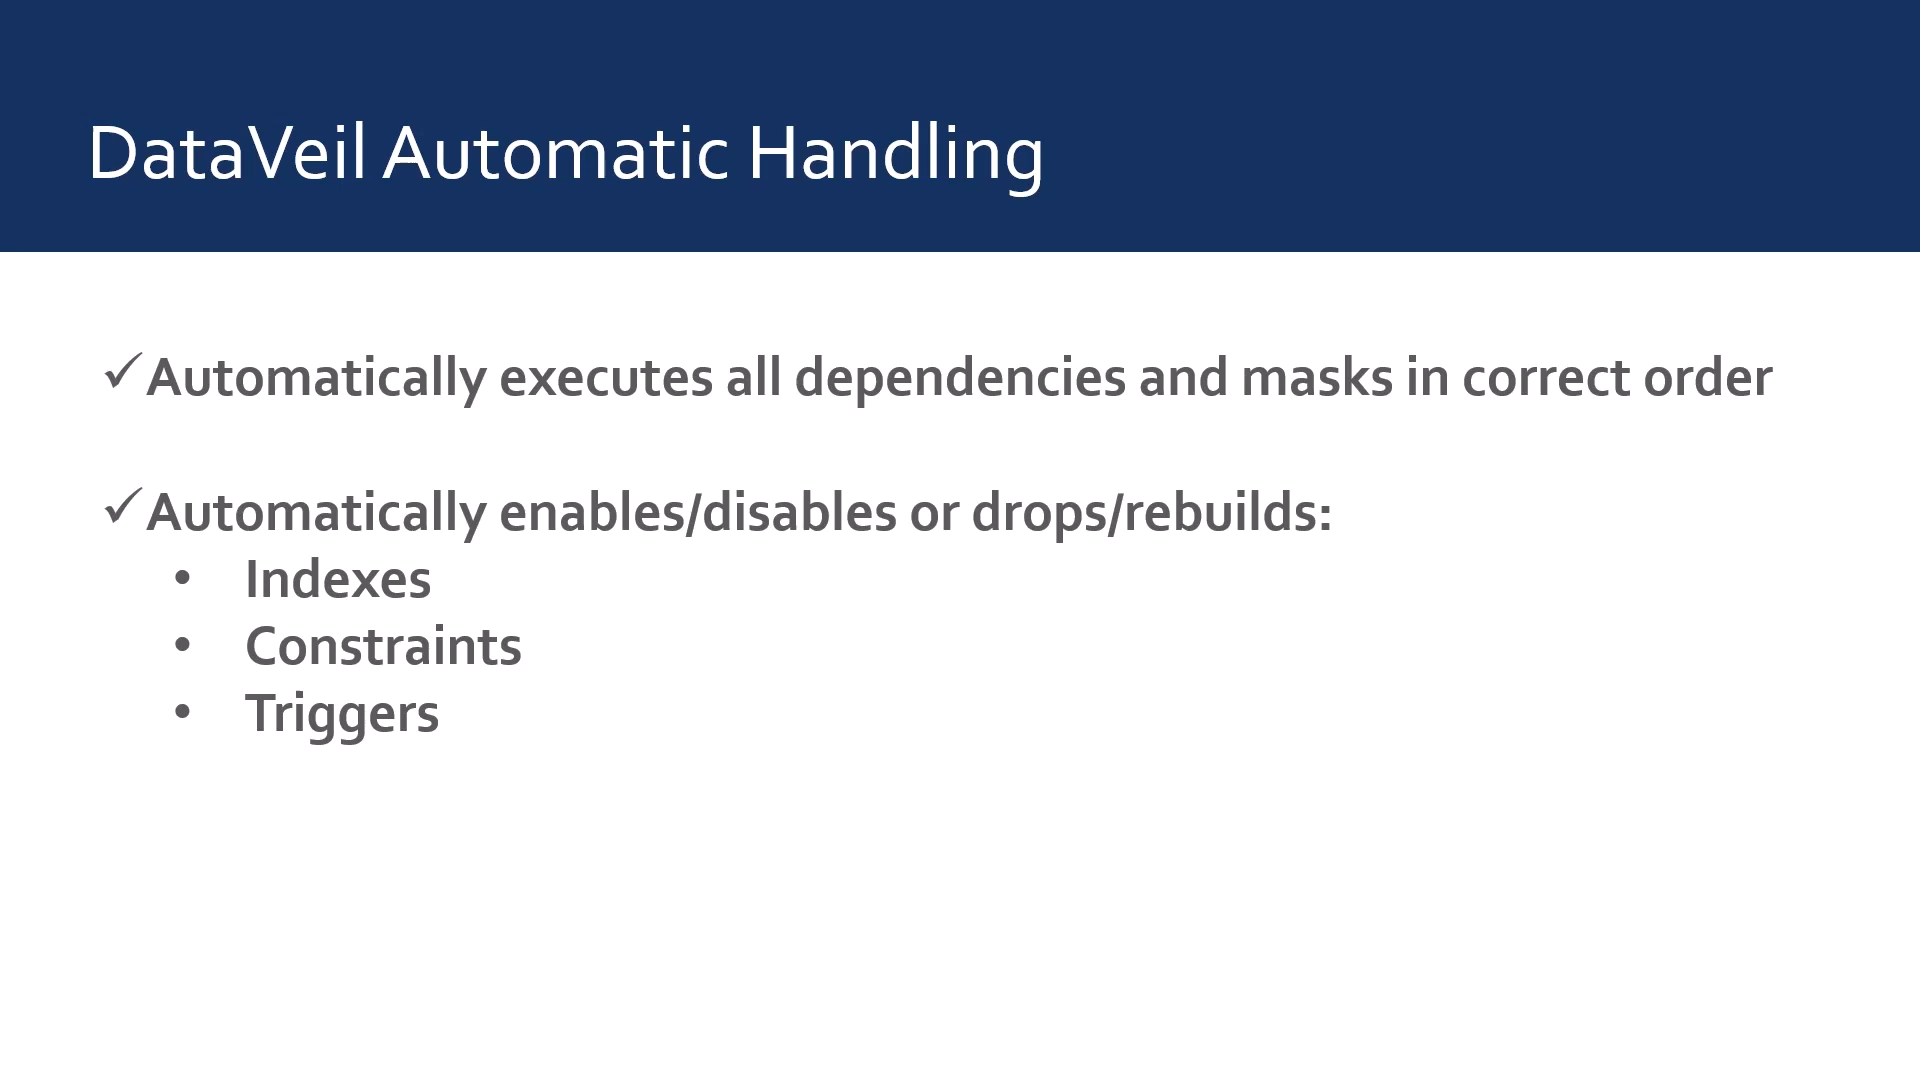 DataVeil Automatic Handling
✓Automatically executes all dependencies and masks in correct order
✓Automatically enables/disables or drops/rebuilds:
• Indexes
• Constraints
• Triggers